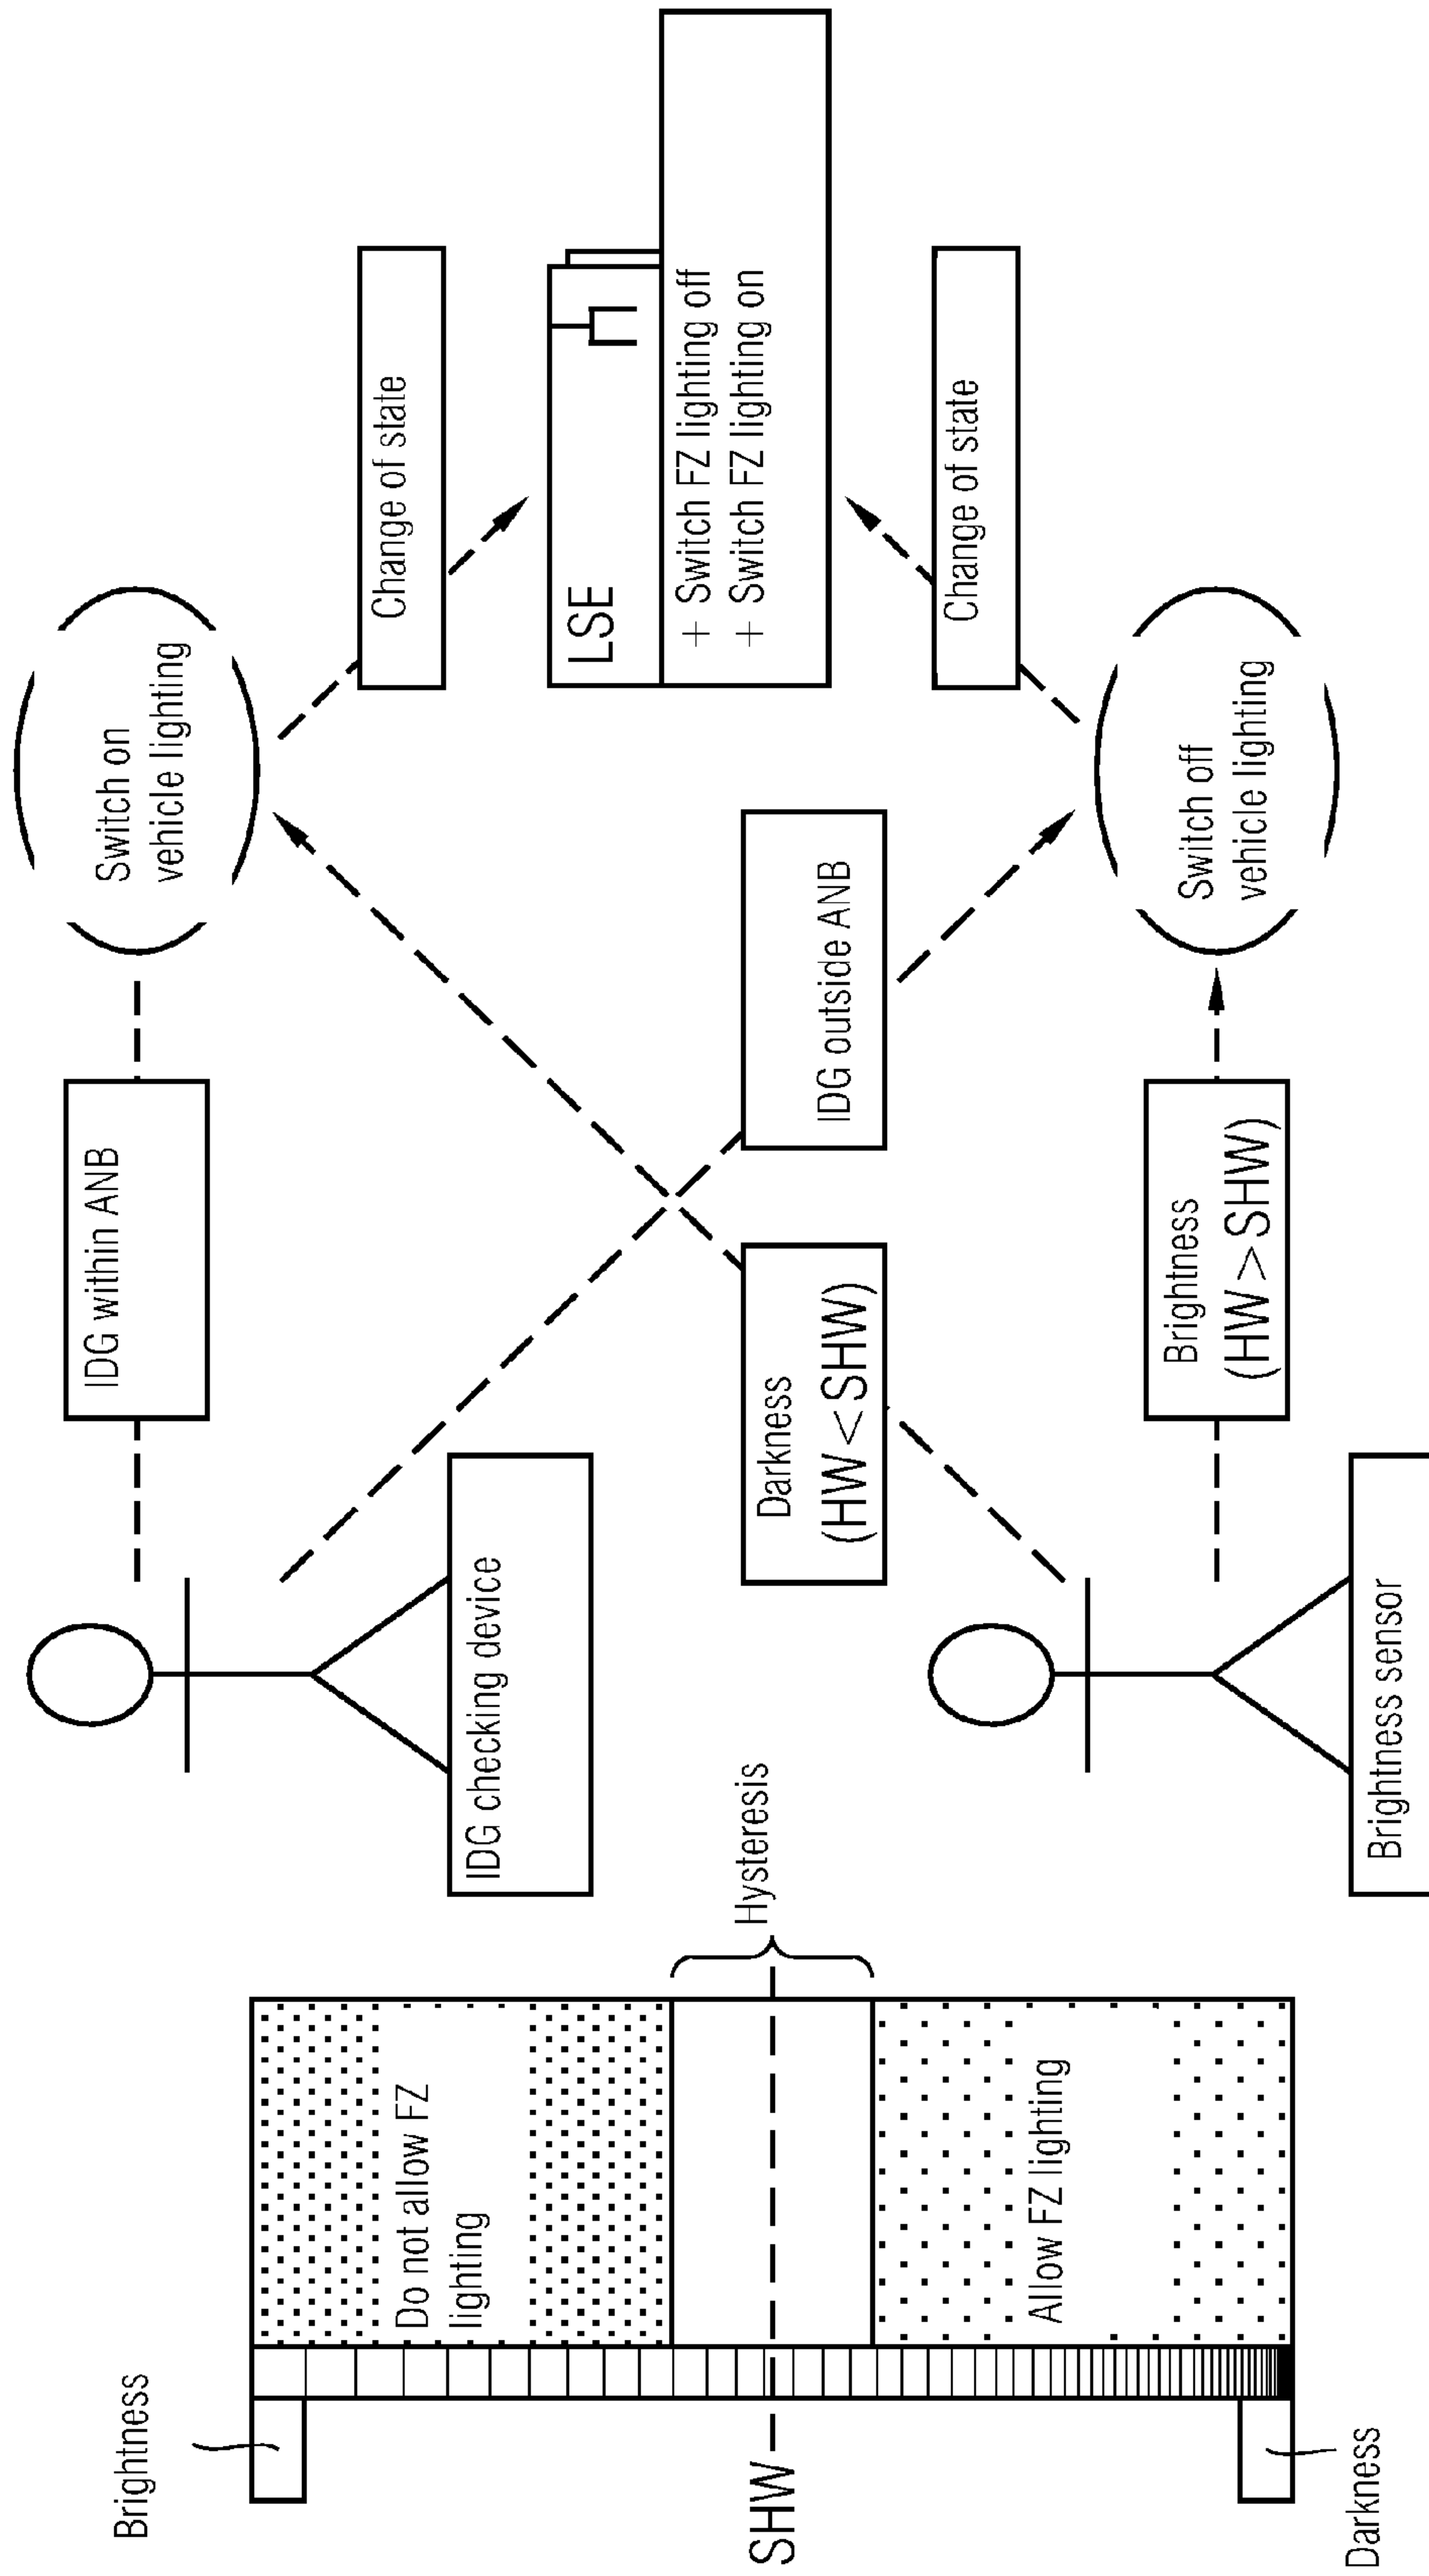 Brightness
Do not allow FZ
lighting
SHW
Hysteresis
Allow FZ lighting
Darkness
IDG checking device
IDG within ANB
Switch on
vehicle lighting
Change of state
LSE
+ Switch FZ lighting off
+ Switch FZ lighting on
Darkness
(HW < SHW)
IDG outside ANB
Change of state
Brightness sensor
Brightness
(HW > SHW)
Switch off
vehicle lighting